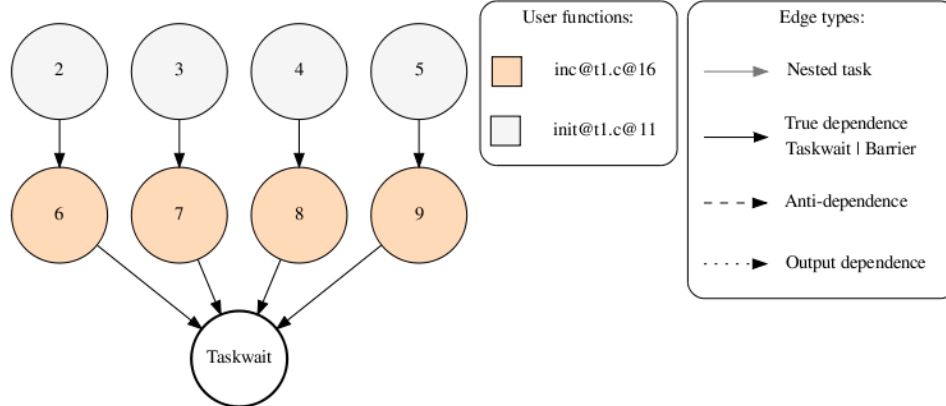 2
3
4
5
6
7
8
9
Taskwait
User functions:
inc@t1.c@16
init@t1.c@11
Edge types:
Nested task
True dependence
Taskwait | Barrier
Anti-dependence
Output dependence